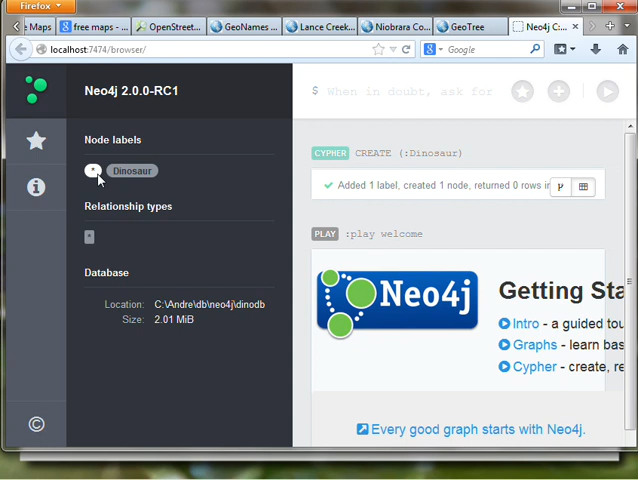 Firefox
e Maps
free maps - ...
OpenStreet...
GeoNames ...
Lance Creek...
Niobrara Co...
GeoTree
Neo4j C:...
localhost:7474/browser/
Google
Neo4j 2.0.0-RC1
$ When in doubt, ask for
Node labels
* Dinosaur
CYPHER CREATE (:Dinosaur)
Added 1 label, created 1 node, returned 0 rows in
Relationship types
*
PLAY :play welcome
Database
Location: C:\Andre\db\neo4j\dinodb
Size: 2.01 MiB
Neo4j
Getting Sta
Intro - a guided tou
Graphs - learn bas
Cypher - create, re
Every good graph starts with Neo4j.
©